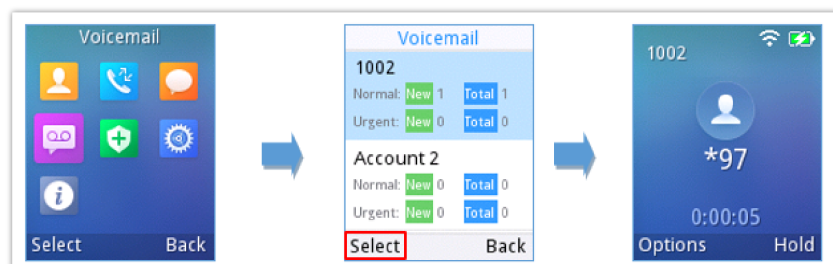 Voicemail
Select Back
Voicemail
1002
Normal: New 1 Total 1
Urgent: New 0 Total 0
Account 2
Normal: New 0 Total 0
Urgent: New 0 Total 0
Select Back
1002
*97
0:00:05
Options Hold